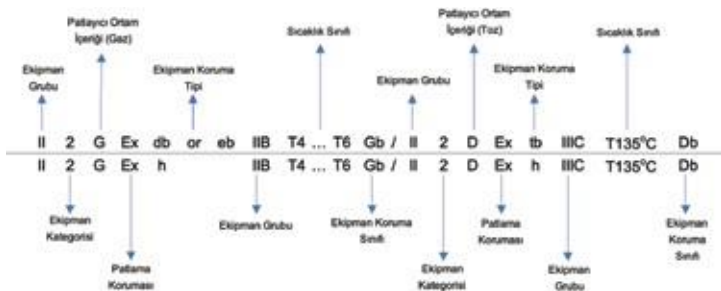 Patlayıcı Ortam
İçeriği (Gaz)
Sıcaklık Sınıfı
Patlayıcı Ortam
İçeriği (Toz)
Sıcaklık Sınıfı
Ekipman
Grubu
Ekipman Koruma
Tipi
Ekipman Grubu
Ekipman Koruma
Tipi
II 2 G Ex db or eb IIB T4 ... T6 Gb / II 2 D Ex tb IIIC T135°C Db
II 2 G Ex h IIB T4 ... T6 Gb / II 2 D Ex h IIIC T135°C Db
Ekipman
Kategorisi
Patlama
Koruması
Ekipman Grubu
Ekipman Koruma
Sınıfı
Ekipman
Kategorisi
Patlama
Koruması
Ekipman
Grubu
Ekipman
Koruma
Sınıfı